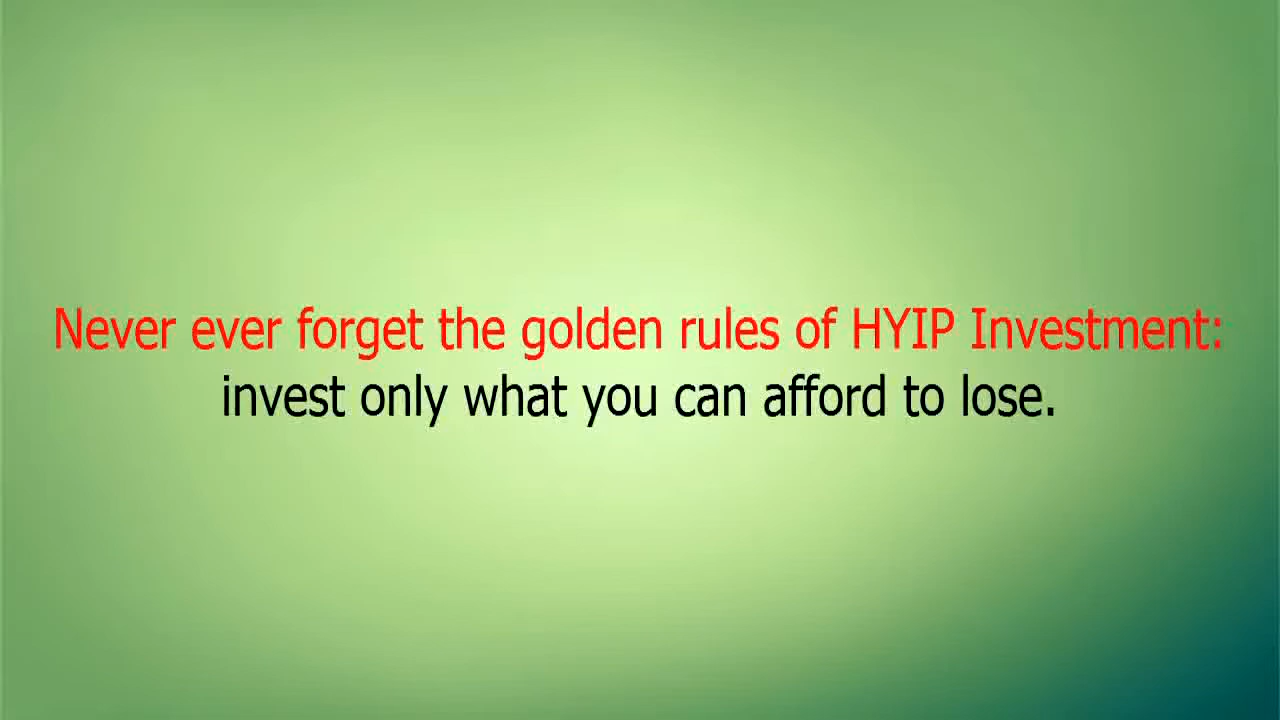 Never ever forget the golden rules of HYIP Investment:
invest only what you can afford to lose.